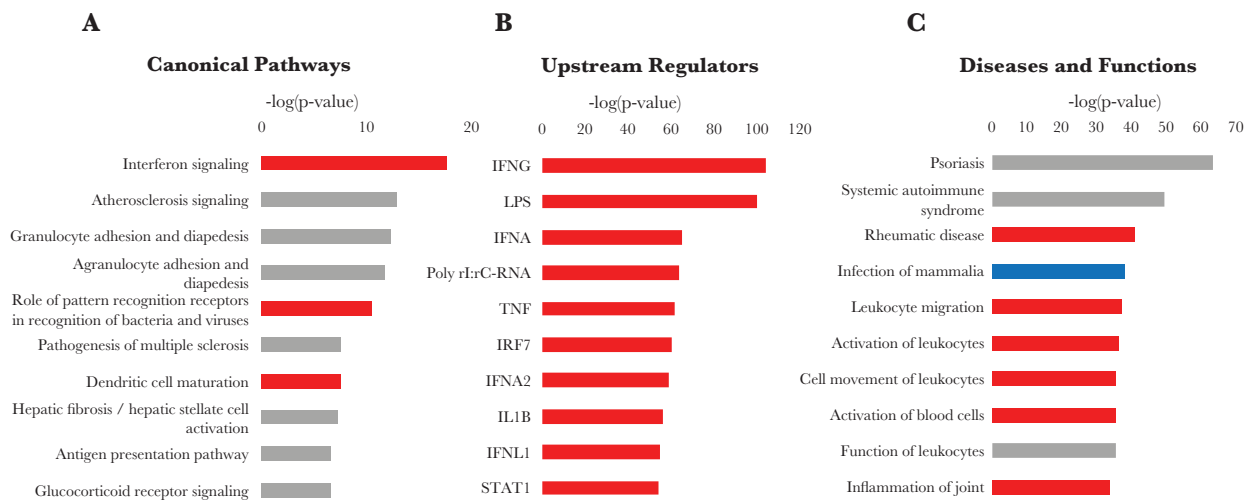 A
Canonical Pathways
-log(p-value)
0 10 20
Interferon signaling
Atherosclerosis signaling
Granulocyte adhesion and diapedesis
Agranulocyte adhesion and
diapedesis
Role of pattern recognition receptors
in recognition of bacteria and viruses
Pathogenesis of multiple sclerosis
Dendritic cell maturation
Hepatic fibrosis / hepatic stellate cell
activation
Antigen presentation pathway
Glucocorticoid receptor signaling
B
Upstream Regulators
-log(p-value)
0 20 40 60 80 100 120
IFNG
LPS
IFNA
Poly rI:rC-RNA
TNF
IRF7
IFNA2
IL1B
IFNL1
STAT1
C
Diseases and Functions
-log(p-value)
0 10 20 30 40 50 60 70
Psoriasis
Systemic autoimmune
syndrome
Rheumatic disease
Infection of mammalia
Leukocyte migration
Activation of leukocytes
Cell movement of leukocytes
Activation of blood cells
Function of leukocytes
Inflammation of joint